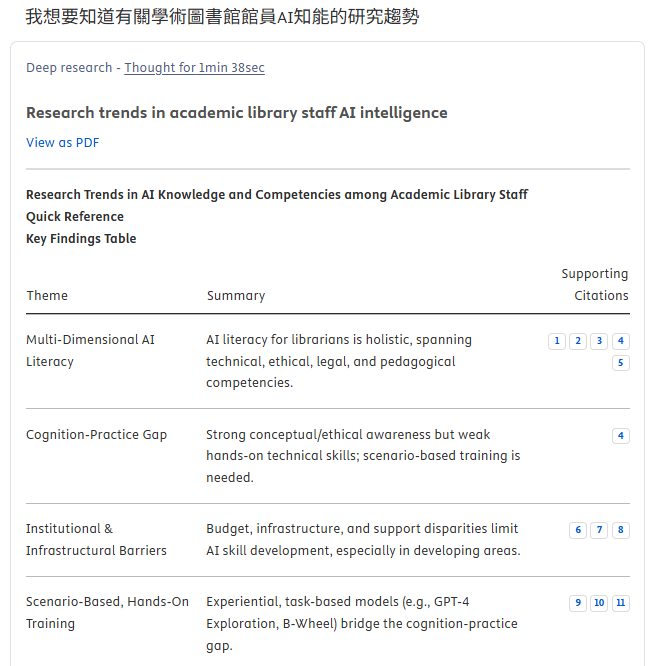 我想要知道有關學術圖書館館員AI知能的研究趨勢
Deep research - Thought for 1min 38sec
Research trends in academic library staff AI intelligence
View as PDF
Research Trends in AI Knowledge and Competencies among Academic Library Staff
Quick Reference
Key Findings Table
Theme Summary Supporting
Citations
Multi-Dimensional AI
Literacy
AI literacy for librarians is holistic, spanning
technical, ethical, legal, and pedagogical
competencies.
1 2 3 4
5
Cognition-Practice Gap
Strong conceptual/ethical awareness but weak
hands-on technical skills; scenario-based training is
needed.
4
Institutional &
Infrastructural Barriers
Budget, infrastructure, and support disparities limit
AI skill development, especially in developing areas.
6 7 8
Scenario-Based, Hands-On
Training
Experiential, task-based models (e.g., GPT-4
Exploration, B-Wheel) bridge the cognition-practice
gap.
9 10 11